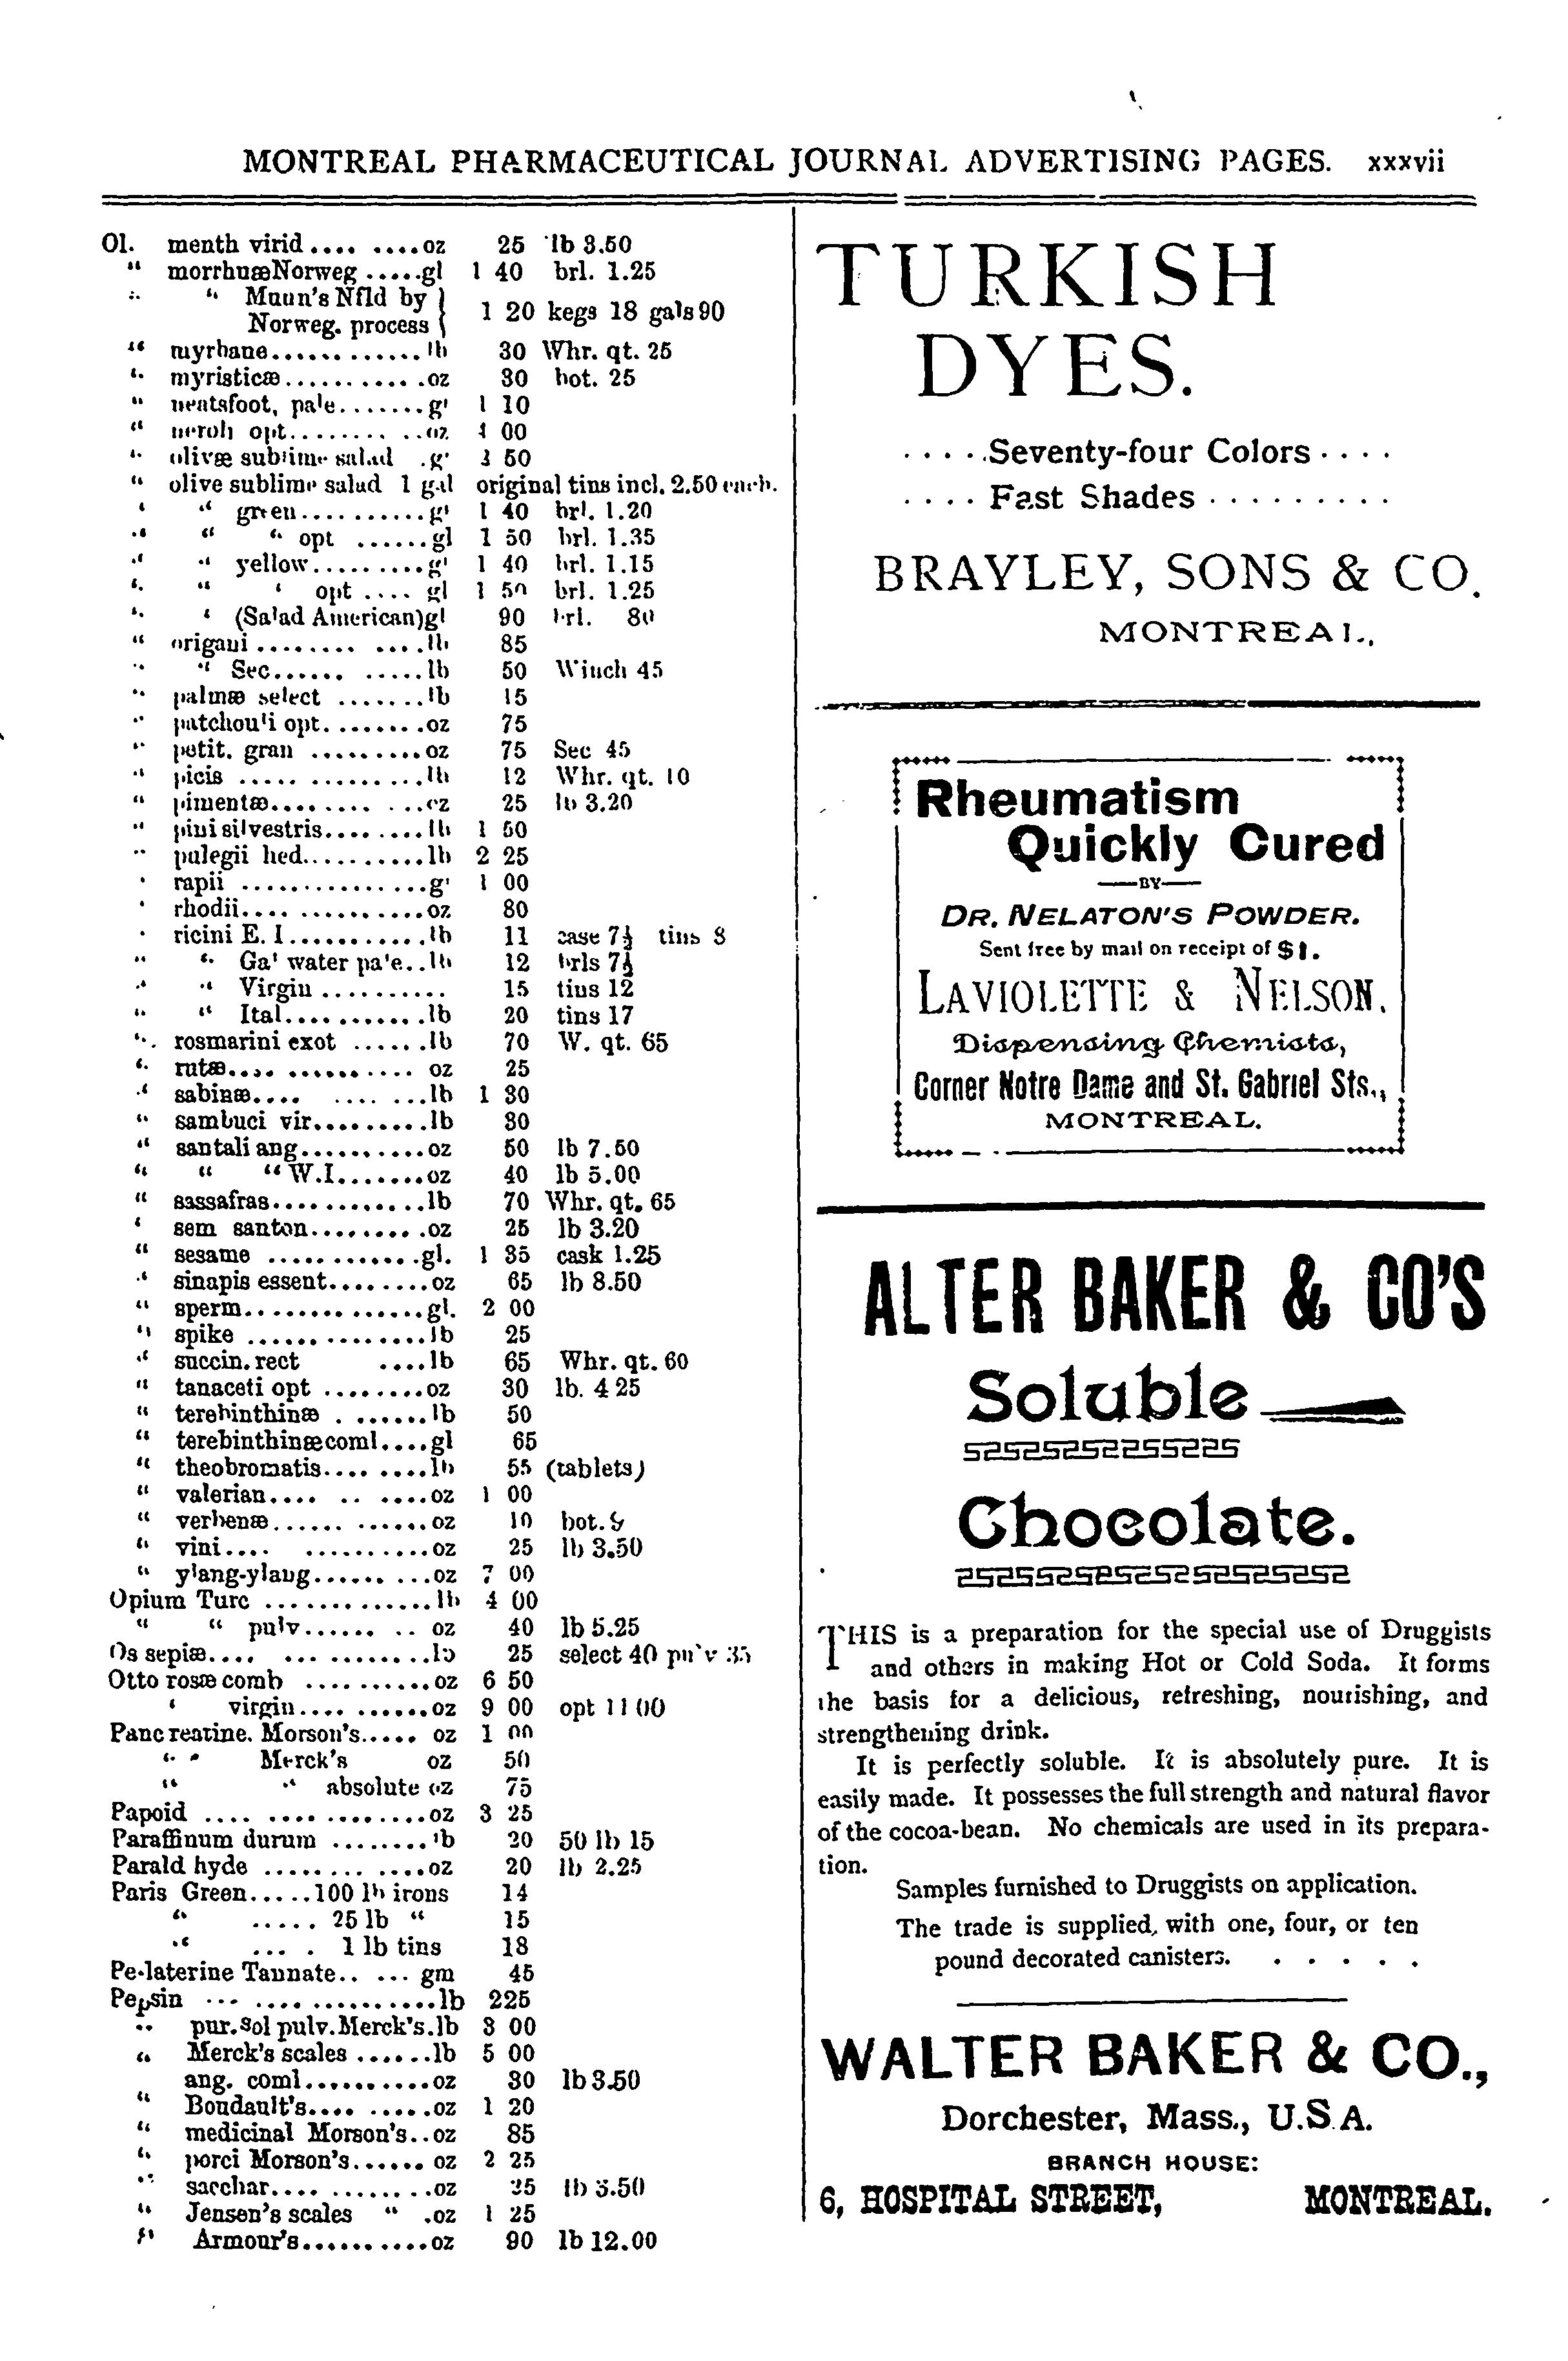 MONTREAL PHARMACEUTICAL JOURNAL ADVERTISING PAGES. xxxvii
Ol. menth virid .... ....oz 25 lb 3.50
“ morrhuæ Norweg .....gl 1 40 brl. 1.25
“ “ Munn's Nfld by } Norweg. process 1 20 kegs 18 gals 90
“ myrbane............lb 30 Whr. qt. 25
“ myristicæ............oz 30 bot. 25
“ neatsfoot, pale.......gl 1 10
“ neroli opt......... ..oz 4 00
“ olivæ sublime salad .gl 3 50
“ olive sublime salad 1 gal original tins incl. 2.50 each.
“ “ green...........gl 1 40 brl. 1.20
“ “ “ opt ......gl 1 50 brl. 1.35
“ “ yellow.........gl 1 40 brl. 1.15
“ “ “ opt .... gl 1 50 brl. 1.25
“ “ (Salad American)gl 90 brl. 80
“ origani ........ ....lb 85
“ “ Sec...... .....lb 50 Winch 45
“ palmæ select .......lb 15
“ patchouli opt........oz 75
“ petit. gran .........oz 75 Sec 45
“ picis ..... .........lb 12 Whr. qt. 10
“ pimentæ........ . ..oz 25 lb 3.20
“ pini silvestris........lb 1 50
“ pulegii hed..........lb 2 25
“ rapii ...............gl 1 00
“ rhodii.... ..........oz 80
“ ricini E. I............lb 11 case 7½ tins 8
“ “ Gal water pale..lb 12 brls 7½
“ “ Virgin .......... 15 tins 12
“ “ Ital............lb 20 tins 17
“ rosmarini exot ......lb 70 W. qt. 65
“ rutæ.... .......... oz 25
“ sabinæ.... .... ...lb 1 30
“ sambuci vir.........lb 30
“ santali ang..........oz 50 lb 7.50
“ “ “ W.I.......oz 40 lb 5.00
“ sassafras............lb 70 Whr. qt. 65
“ sem santon.........oz 25 lb 3.20
“ sesame ............gl. 1 35 cask 1.25
“ sinapis essent........oz 65 lb 8.50
“ sperm..............gl. 2 00
“ spike ..............lb 25
“ succin. rect ....lb 65 Whr. qt. 60
“ tanaceti opt ........oz 30 lb. 4 25
“ terebinthinæ . ......lb 50
“ terebinthinæ coml....gl 65
“ theobromatis.... ....lb 55 (tablets)
“ valerian.... .. ....oz 1 00
“ verbenæ...... ......oz 10 bot. 9
“ vini.... ..........oz 25 lb 3.50
“ ylang-ylang...... ...oz 7 00
Opium Turc .............lb 4 00
“ “ pulv...... .. oz 40 lb 5.25
Os sepiæ.... ... .........lb 25 select 40 pulv 35
Otto rosæ comb ..........oz 6 50
“ virgin.... ......oz 9 00 opt 11 00
Pancreatine. Morson's..... oz 1 00
“ “ Merck's oz 50
“ “ absolute oz 75
Papoid .... .... ........oz 3 25
Paraffinum durum ........lb 20 50 lb 15
Parald hyde ........ ....oz 20 lb 2.25
Paris Green.....100 lb irons 14
“ ..... 25 lb “ 15
“ ... . 1 lb tins 18
Pe-laterine Tannate.. ... gm 45
Pepsin ... .... ..........lb 225
“ pur. Sol pulv. Merck's.lb 3 00
“ Merck's scales ......lb 5 00
ang. coml..........oz 30 lb 3.50
“ Boudault's.... .....oz 1 20
“ medicinal Morson's..oz 85
“ porci Morson's...... oz 2 25
“ sacchar.... .........oz 35 lb 3.50
“ Jensen's scales “ .oz 1 25
“ Armour's..........oz 90 lb 12.00
TURKISH
DYES.
.....Seventy-four Colors....
.... Fast Shades .........
BRAYLEY, SONS & CO.
MONTREAL.
Rheumatism
Quickly Cured
—BY—
DR. NELATON'S POWDER.
Sent free by mail on receipt of $1.
LAVIOLETTE & NELSON,
Dispensing Chemists,
Corner Notre Dame and St. Gabriel Sts.,
MONTREAL.
ALTER BAKER & CO'S
Soluble
Chocolate.
THIS is a preparation for the special use of Druggists
and others in making Hot or Cold Soda. It forms
the basis for a delicious, refreshing, nourishing, and
strengthening drink.
It is perfectly soluble. It is absolutely pure. It is
easily made. It possesses the full strength and natural flavor
of the cocoa-bean. No chemicals are used in its prepara-
tion.
Samples furnished to Druggists on application.
The trade is supplied, with one, four, or ten
pound decorated canisters. . . . . .
WALTER BAKER & CO.,
Dorchester, Mass., U.S.A.
BRANCH HOUSE:
6, HOSPITAL STREET, MONTREAL.